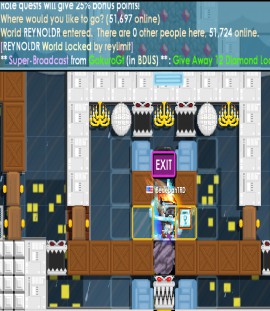 Role quests will give 25% bonus points!
Where would you like to go? (51,697 online)
World REYNOLDR entered. There are 0 other people here, 51,724 online.
[REYNOLDR World Locked by reylimit]
** Super-Broadcast from GokuroGt (in BDUS) ** : Give Away 12 Diamond Lo
EXIT